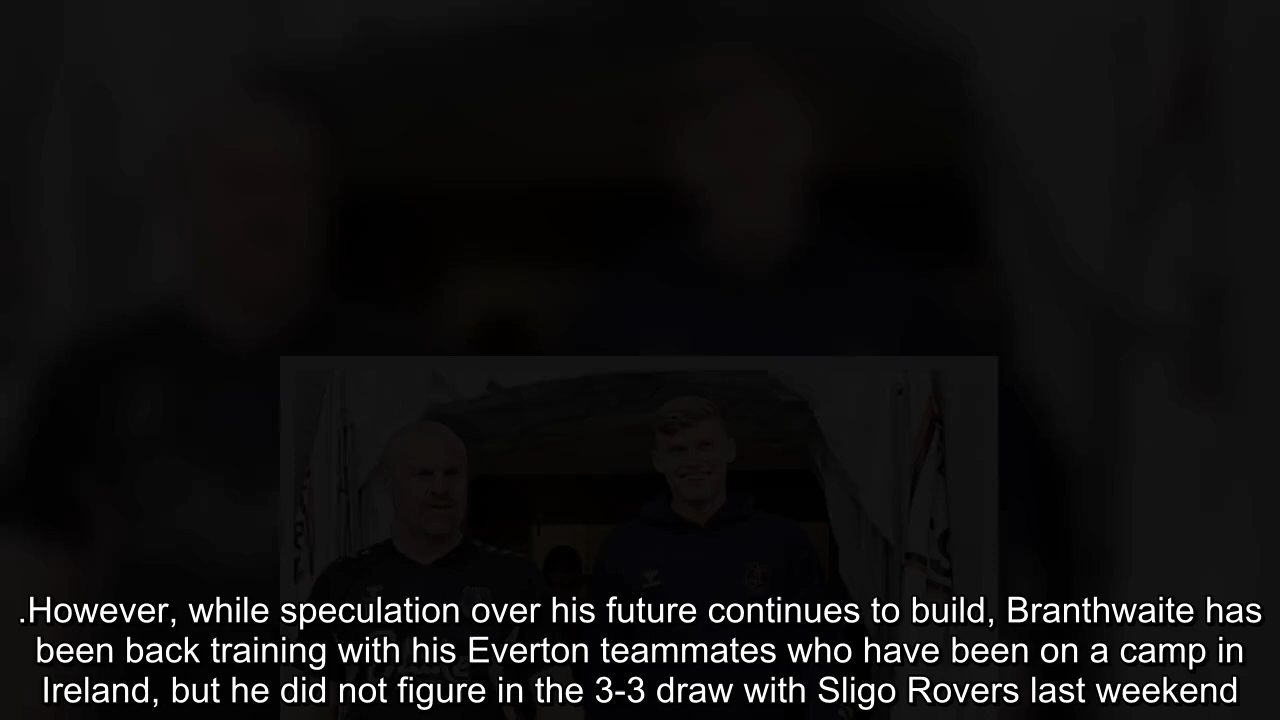 .However, while speculation over his future continues to build, Branthwaite has
been back training with his Everton teammates who have been on a camp in
Ireland, but he did not figure in the 3-3 draw with Sligo Rovers last weekend